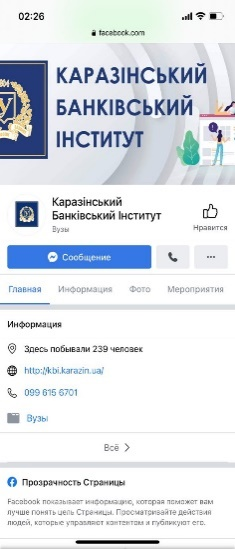 02:26
facebook.com
КАРАЗІНСЬКИЙ
БАНКІВСЬКИЙ
ІНСТИТУТ
Каразінський
Банківський Інститут
Вузы
Нравится
Сообщение
Главная Информация Фото Мероприятия
Информация
Здесь побывали 239 человек
http://kbi.karazin.ua/
099 615 6701
Вузы
Всё
Прозрачность Страницы
Facebook показывает информацию, которая поможет вам
лучше понять цель Страницы. Просматривайте действия
людей, которые управляют контентом и публикуют его.